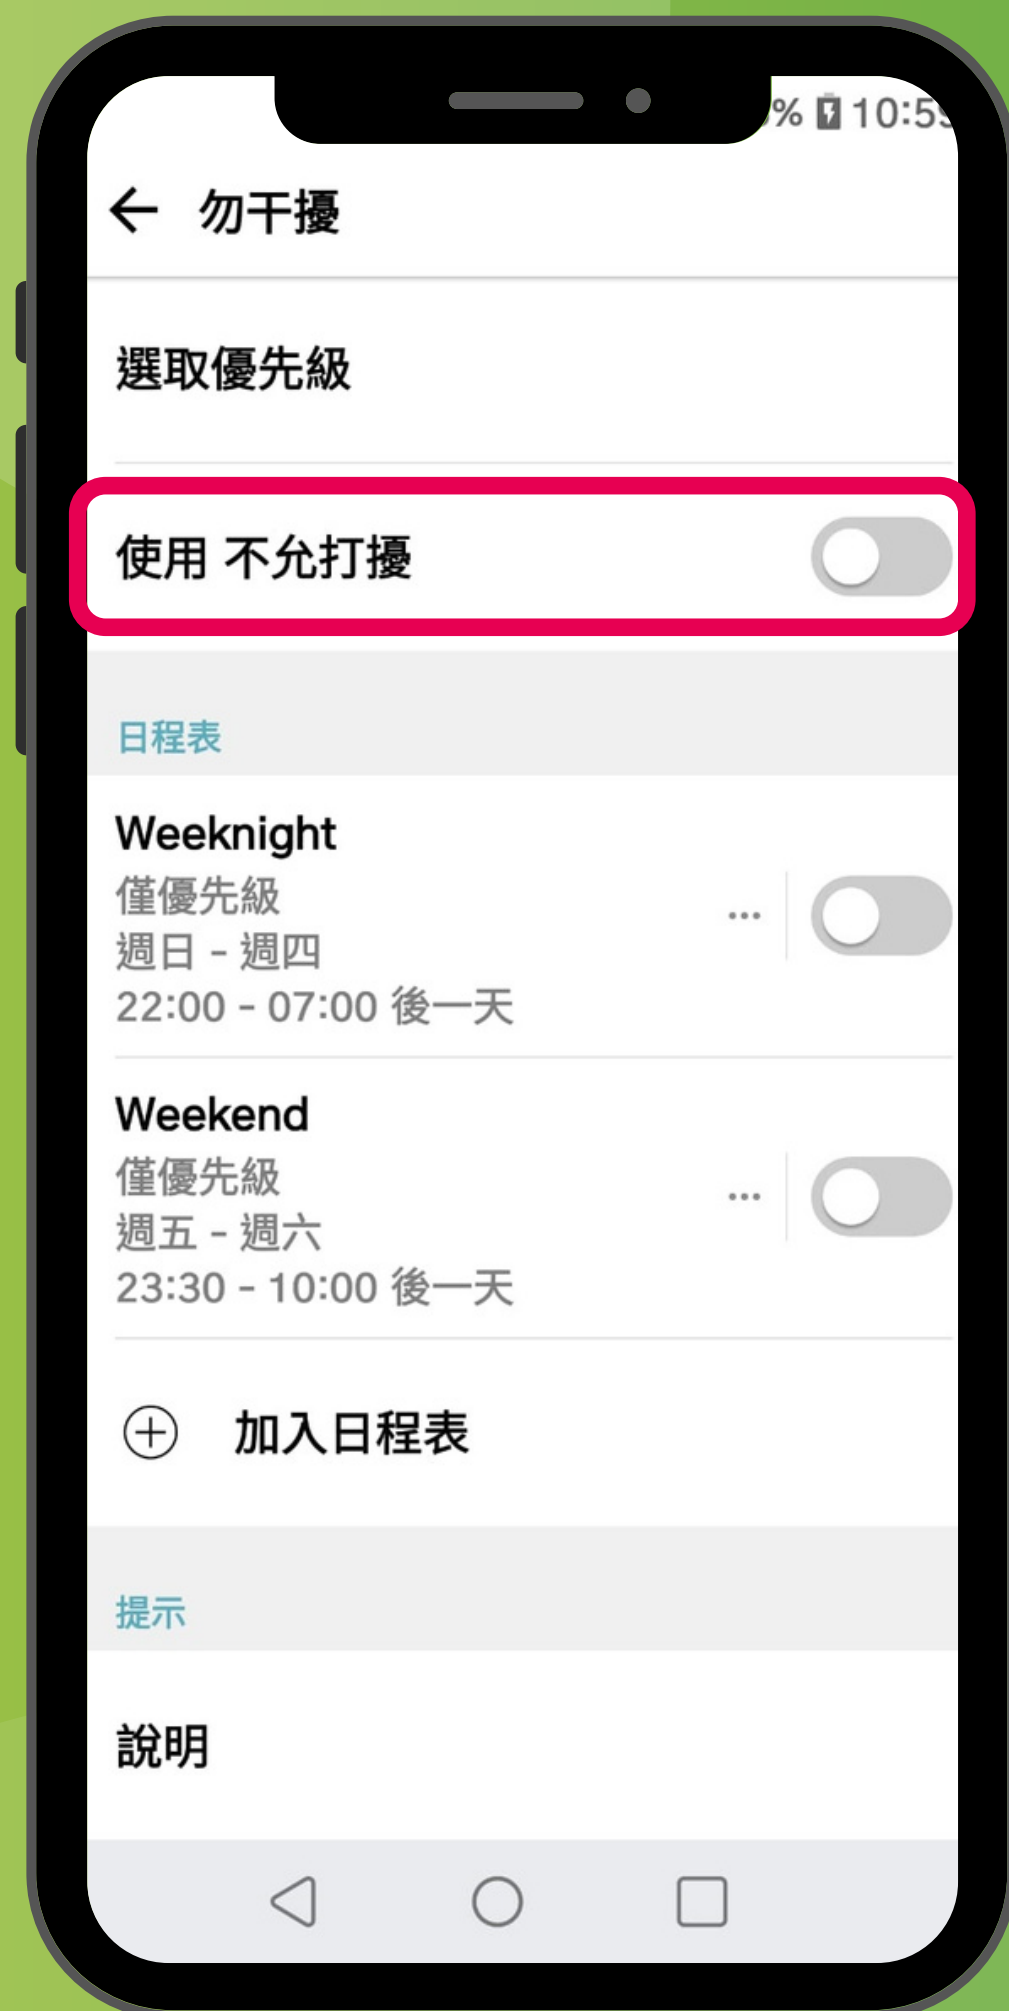 % 10:5
勿干擾
選取優先級
使用 不允打擾
日程表
Weeknight
僅優先級
週日 - 週四
22:00 - 07:00 後一天
Weekend
僅優先級
週五 - 週六
23:30 - 10:00 後一天
加入日程表
提示
說明